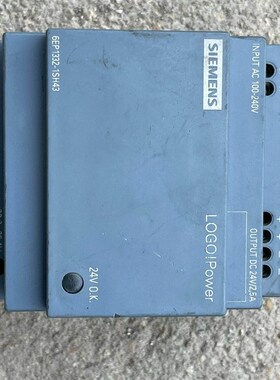 SIEMENS
6EP1332-1SH43
INPUT AC 100-240V
LOGO!Power
24V O.K.
OUTPUT DC 24V/2,5A